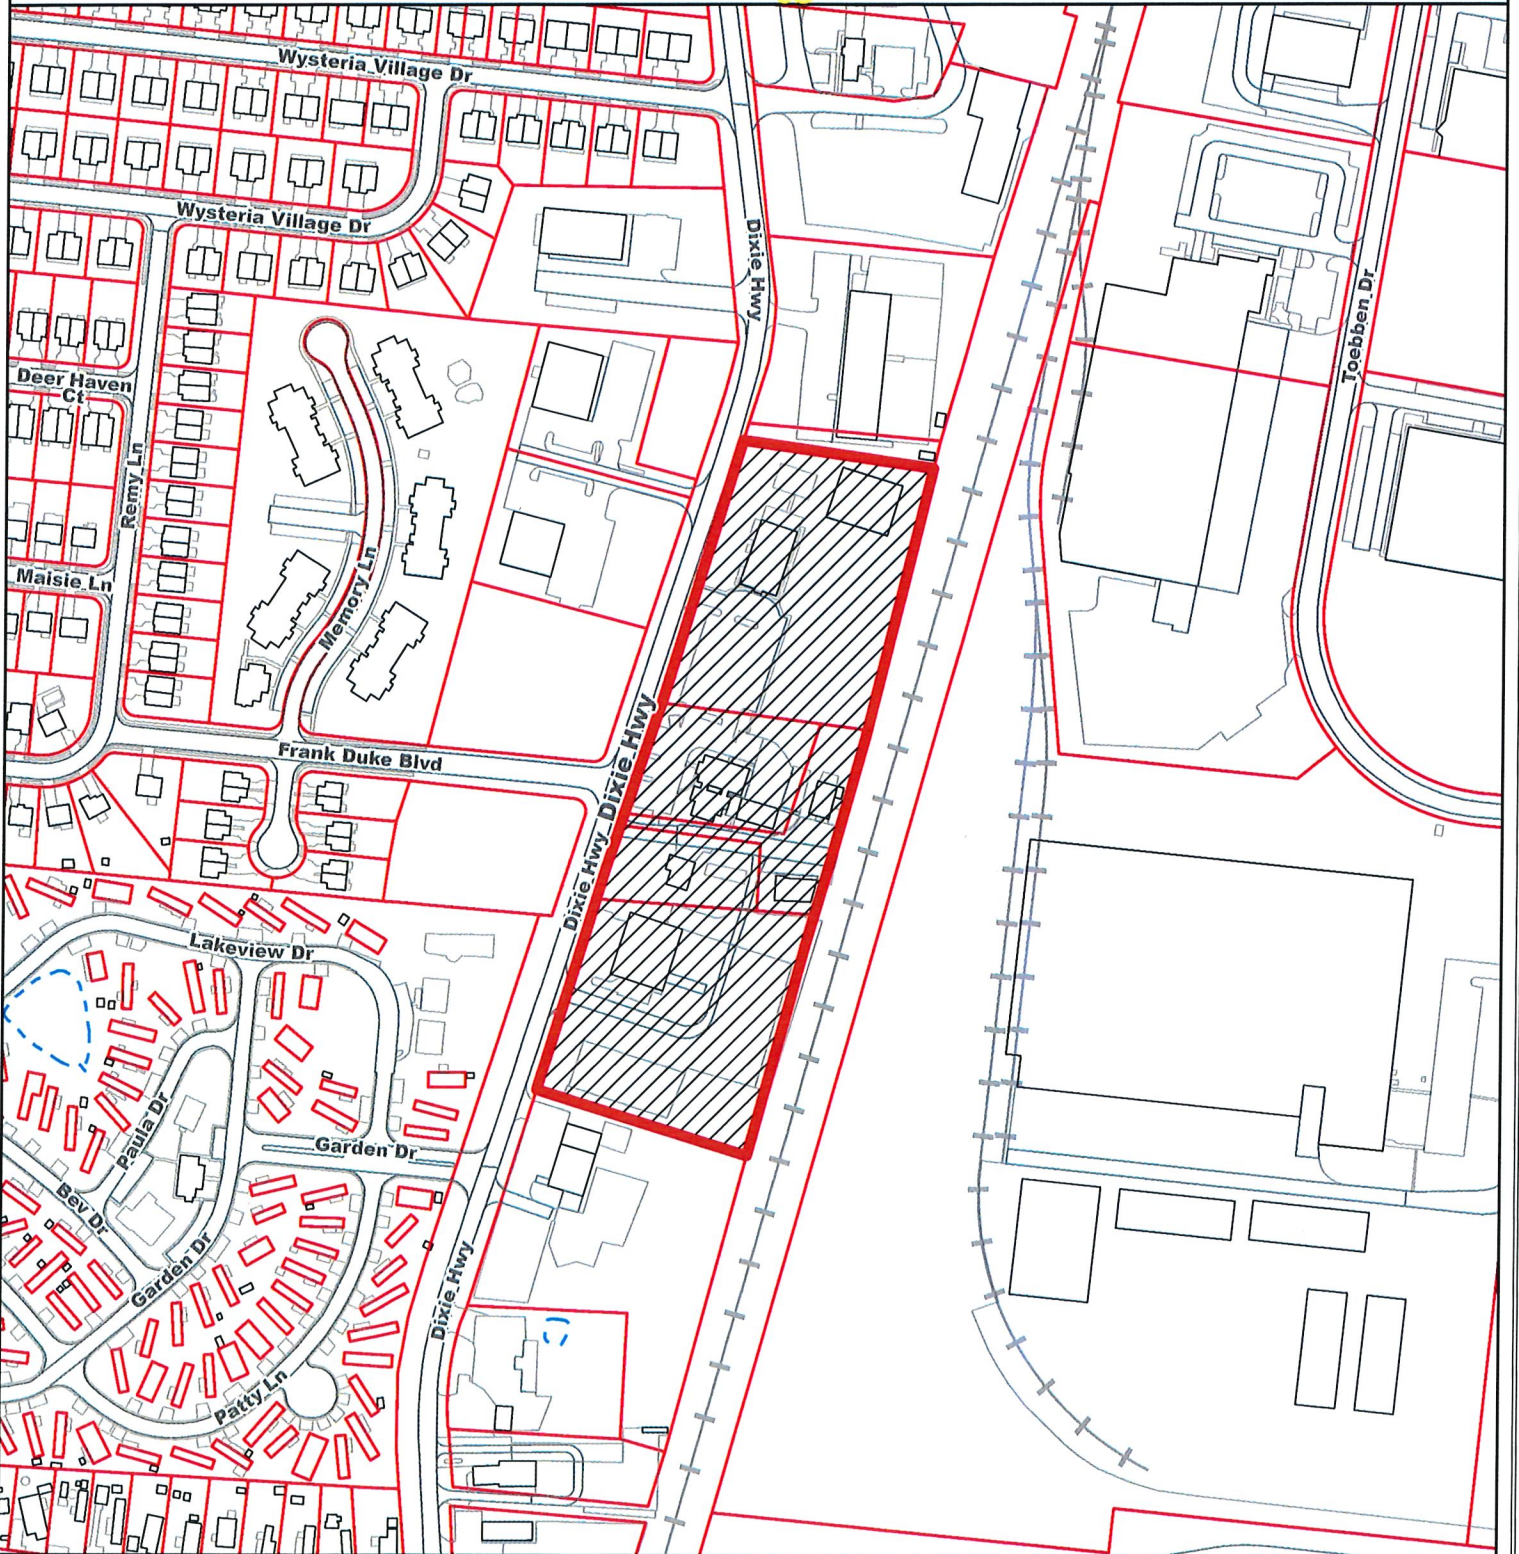 Wysteria Village Dr
Wysteria Village Dr
Dixie Hwy
Toebben Dr
Deer Haven
Ct
Remy Ln
Maisie Ln
Memory Ln
Frank Duke Blvd
Dixie Hwy
Dixie Hwy
Lakeview Dr
Paula Dr
Garden Dr
Bev Dr
Garden Dr
Dixie Hwy
Patty Ln